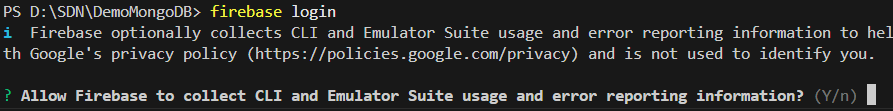 PS D:\SDN\DemoMongoDB> firebase login
i  Firebase optionally collects CLI and Emulator Suite usage and error reporting information to hel
th Google's privacy policy (https://policies.google.com/privacy) and is not used to identify you.
? Allow Firebase to collect CLI and Emulator Suite usage and error reporting information? (Y/n)